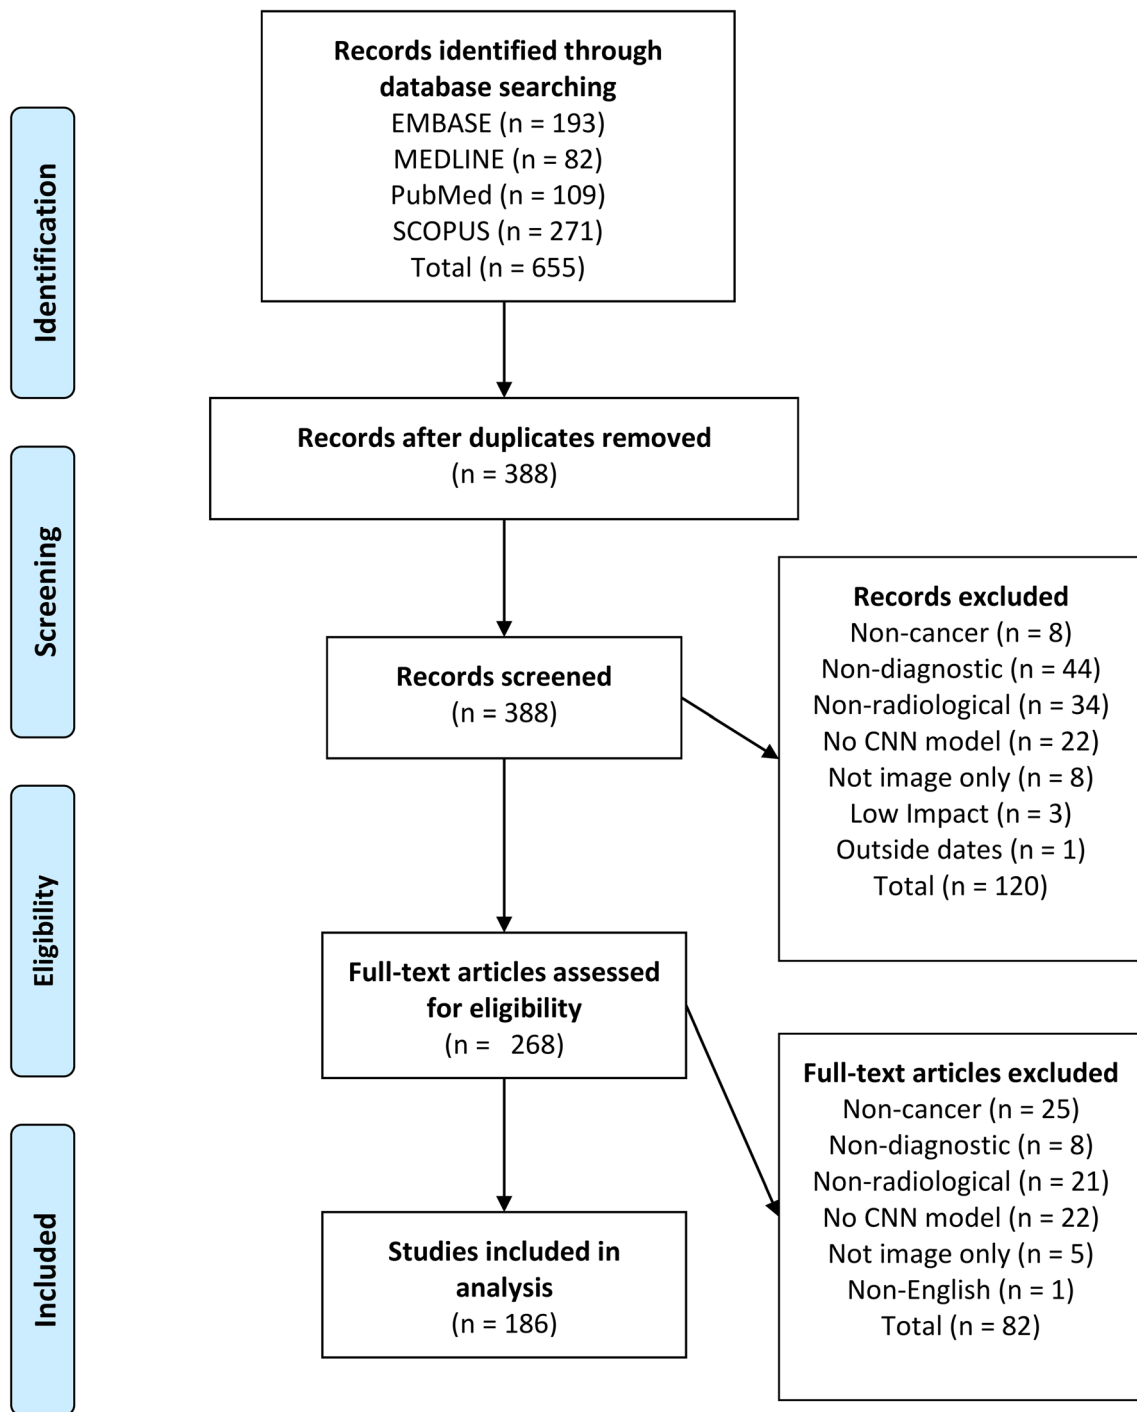 Identification
Records identified through
database searching
EMBASE (n = 193)
MEDLINE (n = 82)
PubMed (n = 109)
SCOPUS (n = 271)
Total (n = 655)
Screening
Records after duplicates removed
(n = 388)
Records screened
(n = 388)
Records excluded
Non-cancer (n = 8)
Non-diagnostic (n = 44)
Non-radiological (n = 34)
No CNN model (n = 22)
Not image only (n = 8)
Low Impact (n = 3)
Outside dates (n = 1)
Total (n = 120)
Eligibility
Full-text articles assessed
for eligibility
(n =   268)
Full-text articles excluded
Non-cancer (n = 25)
Non-diagnostic (n = 8)
Non-radiological (n = 21)
No CNN model (n = 22)
Not image only (n = 5)
Non-English (n = 1)
Total (n = 82)
Included
Studies included in
analysis
(n = 186)